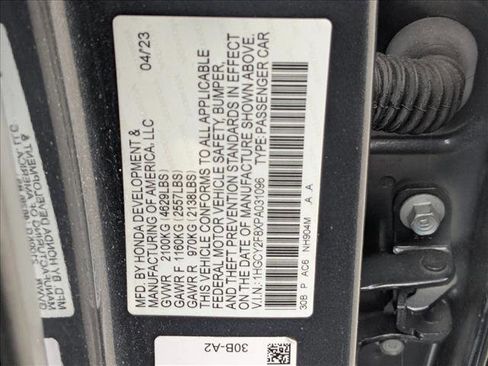 MFD. BY HONDA DEVELOPMENT & 04/23
MANUFACTURING OF AMERICA, LLC
GVWR 2100KG (4629LBS)
GAWR F 1160KG (2557LBS)
GAWR R 970KG (2138LBS)
THIS VEHICLE CONFORMS TO ALL APPLICABLE
FEDERAL MOTOR VEHICLE SAFETY, BUMPER,
AND THEFT PREVENTION STANDARDS IN EFFECT
ON THE DATE OF MANUFACTURE SHOWN ABOVE.
V.I.N.: 1HGCY2F8XPA031096 TYPE:PASSENGER CAR
30B P AC6 NH904M A A
30B-A2